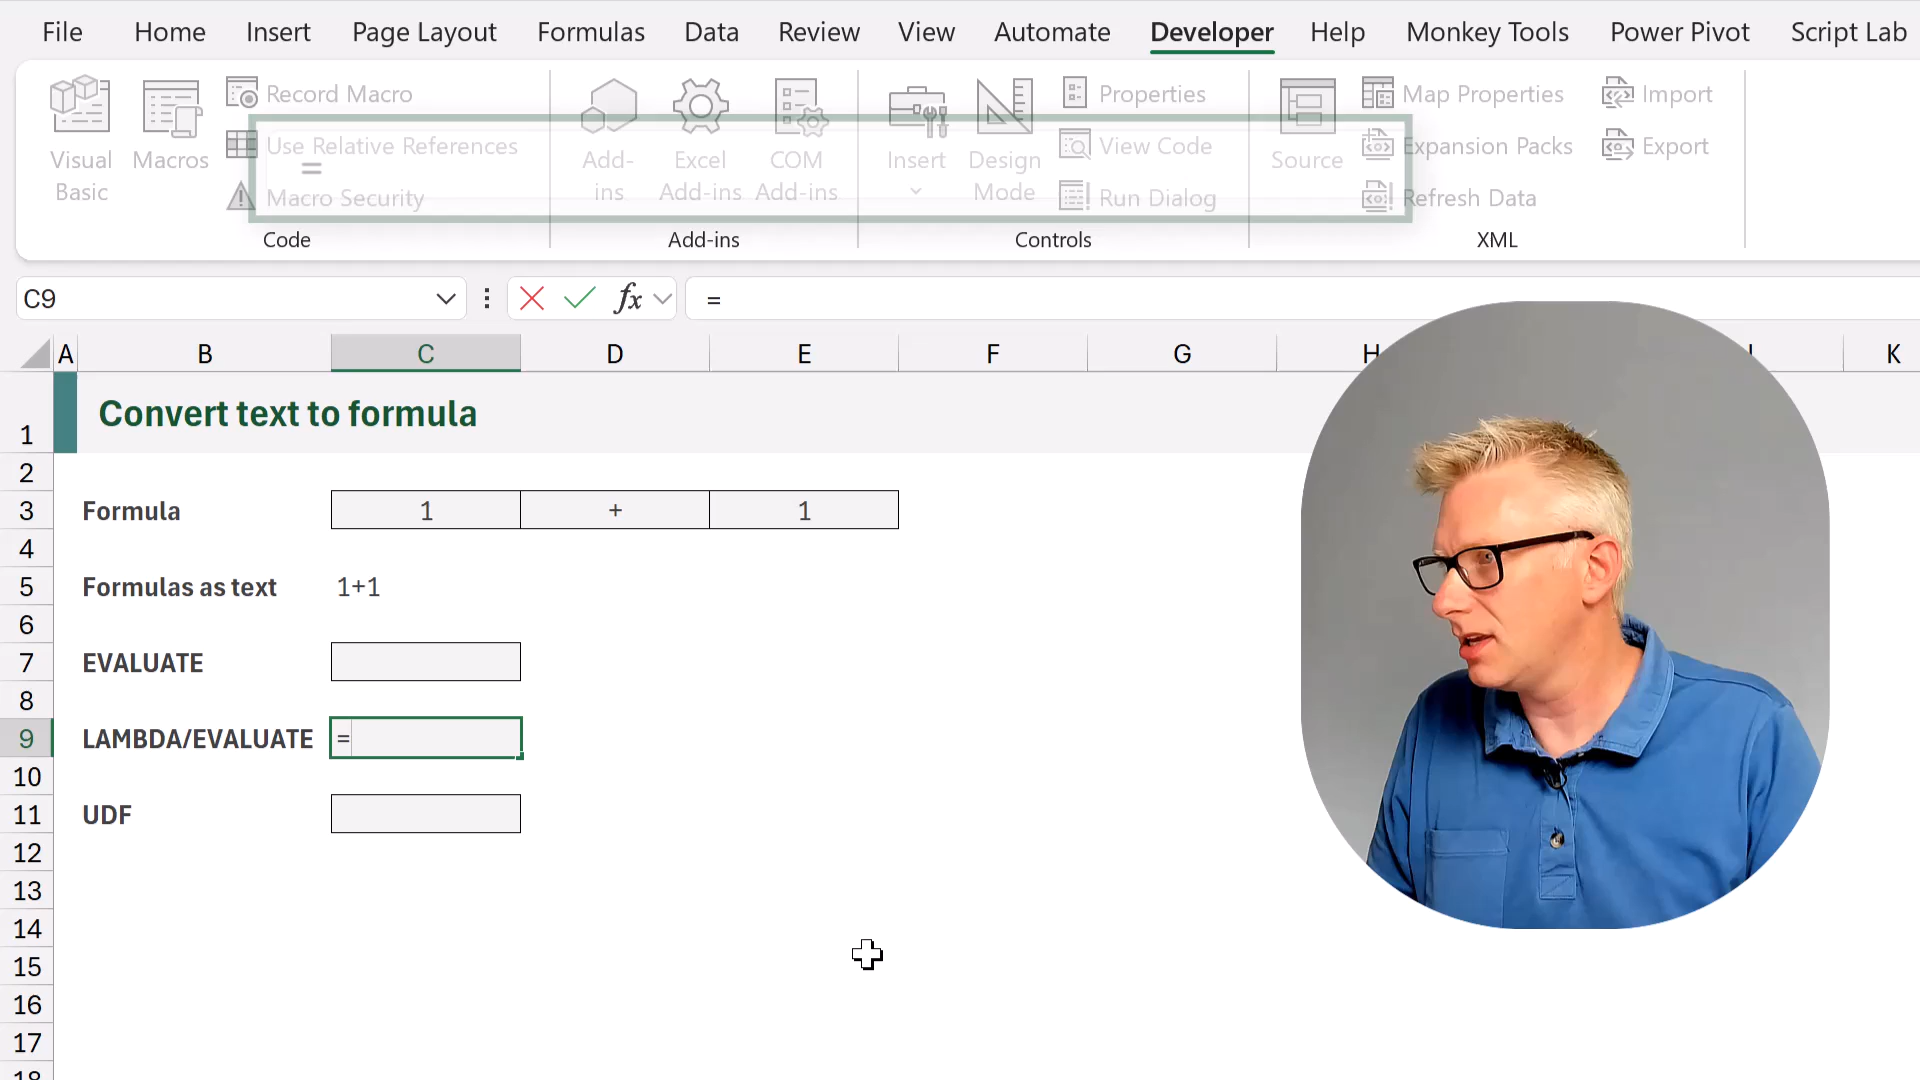 File Home Insert Page Layout Formulas Data Review View Automate Developer Help Monkey Tools Power Pivot Script Lab
Visual Basic
Macros
Record Macro
Use Relative References
Macro Security
Code
Add-ins
Excel Add-ins
COM Add-ins
Add-ins
Insert
Design Mode
Properties
View Code
Run Dialog
Controls
Source
Map Properties
Expansion Packs
Refresh Data
Import
Export
XML
=
C9 fx =
A B C D E F G H K
1 Convert text to formula
2
3 Formula 1 + 1
4
5 Formulas as text 1+1
6
7 EVALUATE
8
9 LAMBDA/EVALUATE =
10
11 UDF
12
13
14
15
16
17
18